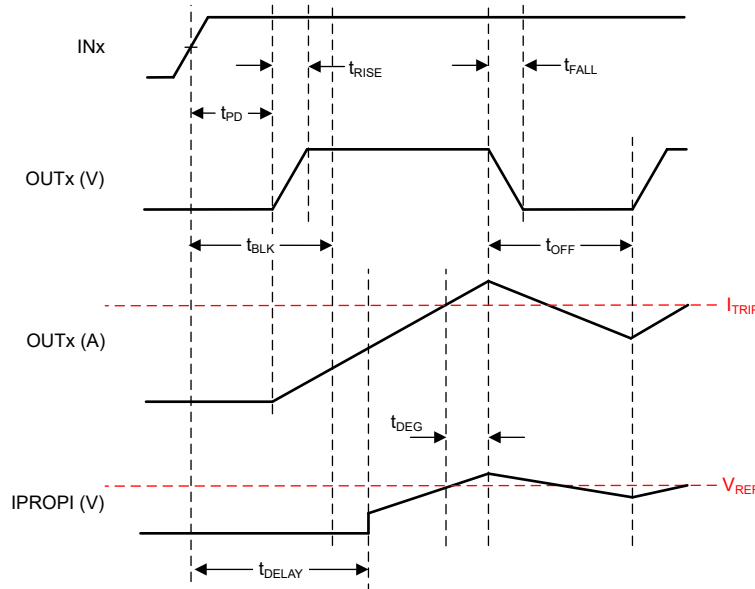 INx
tRISE
tFALL
tPD
OUTx (V)
tBLK
tOFF
ITRIP
OUTx (A)
tDEG
VREF
IPROPI (V)
tDELAY